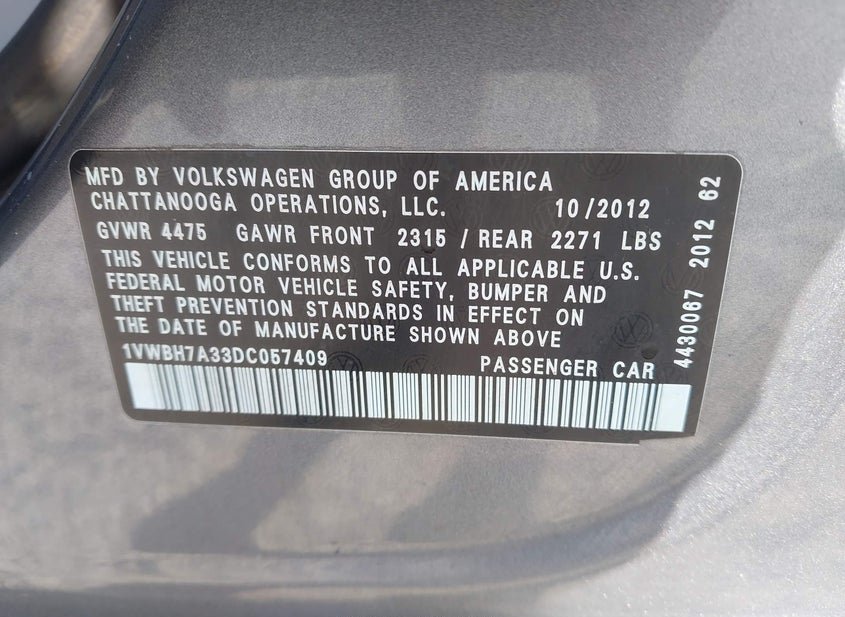 MFD BY VOLKSWAGEN GROUP OF AMERICA
CHATTANOOGA OPERATIONS, LLC. 10/2012
GVWR 4475 GAWR FRONT 2315 / REAR 2271 LBS
THIS VEHICLE CONFORMS TO ALL APPLICABLE U.S.
FEDERAL MOTOR VEHICLE SAFETY, BUMPER AND
THEFT PREVENTION STANDARDS IN EFFECT ON
THE DATE OF MANUFACTURE SHOWN ABOVE
1VWBH7A33DC057409 PASSENGER CAR
4430067 2012 62